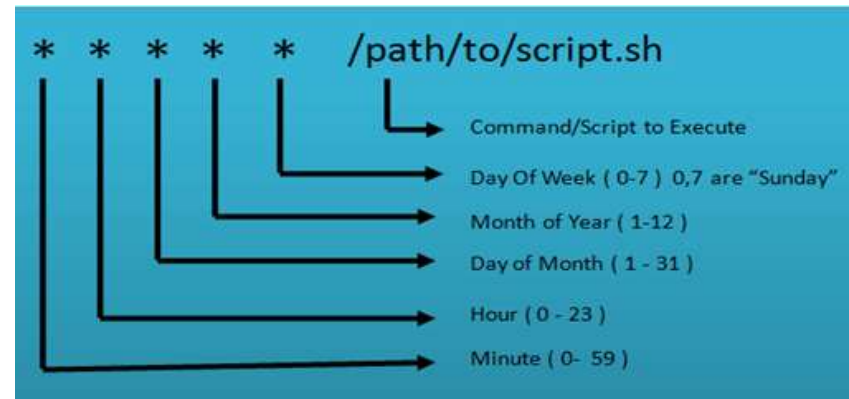 * * * * * /path/to/script.sh
Command/Script to Execute
Day Of Week ( 0-7 ) 0,7 are “Sunday”
Month of Year ( 1-12 )
Day of Month ( 1 - 31 )
Hour ( 0 - 23 )
Minute ( 0- 59 )